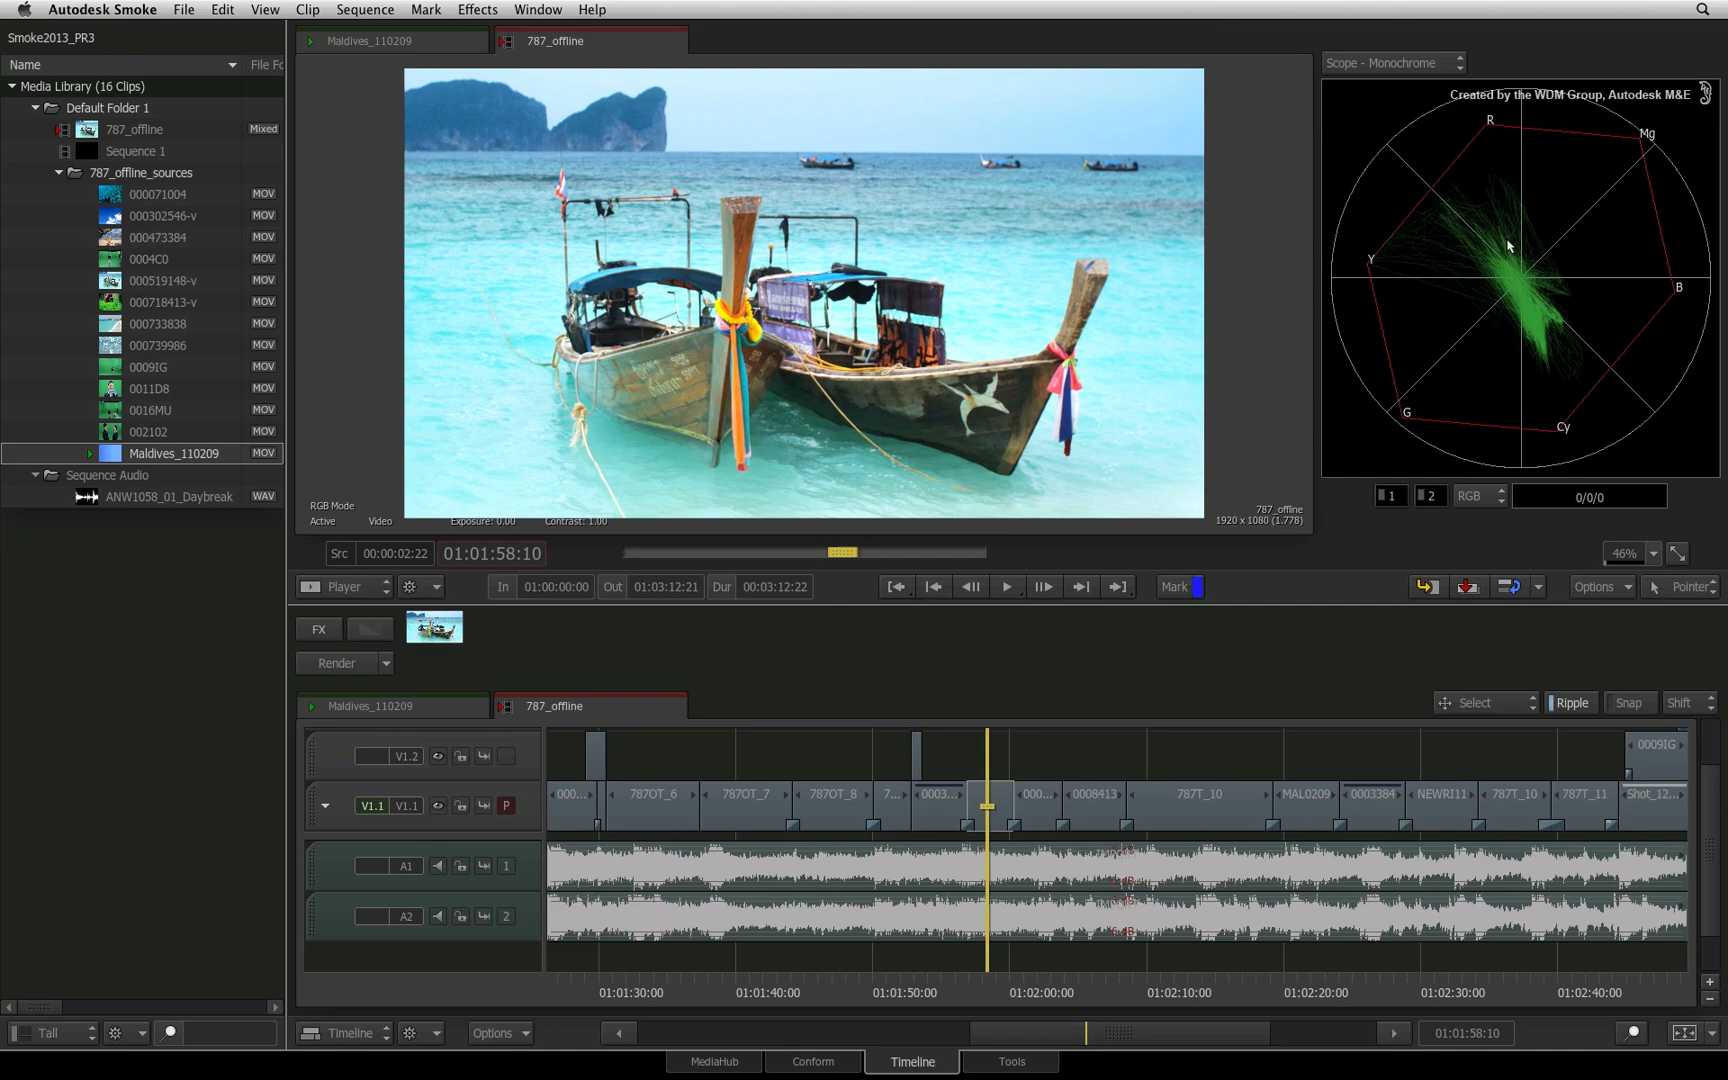 Autodesk Smoke File Edit View Clip Sequence Mark Effects Window Help
Smoke2013_PR3
Name File Fo
Media Library (16 Clips)
Default Folder 1
787_offline Mixed
Sequence 1
787_offline_sources
000071004 MOV
000302546-v MOV
000473384 MOV
0004C0 MOV
000519148-v MOV
000718413-v MOV
000733838 MOV
000739986 MOV
0009IG MOV
0011D8 MOV
0016MU MOV
002102 MOV
Maldives_110209 MOV
Sequence Audio
ANW1058_01_Daybreak WAV
Maldives_110209 787_offline
Scope - Monochrome
Created by the WDM Group, Autodesk M&E
R
Mg
Y
B
G
Cy
1 2 RGB 0/0/0
RGB Mode
Active Video Exposure: 0.00 Contrast: 1.00
787_offline
1920 x 1080 (1.778)
Src 00:00:02:22 01:01:58:10 46%
Player In 01:00:00:00 Out 01:03:12:21 Dur 00:03:12:22 Mark Options Pointer
FX
Render
Maldives_110209 787_offline Select Ripple Snap Shift
V1.2 0009IG
V1.1 V1.1 P 000... 787OT_6 787OT_7 787OT_8 7... 0003... 000... 0008413 787T_10 MAL0209 0003384 NEWRI11 787T_10 787T_11 Shot_12...
A1 1
A2 2
01:01:30:00 01:01:40:00 01:01:50:00 01:02:00:00 01:02:10:00 01:02:20:00 01:02:30:00 01:02:40:00
Tall Timeline Options 01:01:58:10
MediaHub Conform Timeline Tools